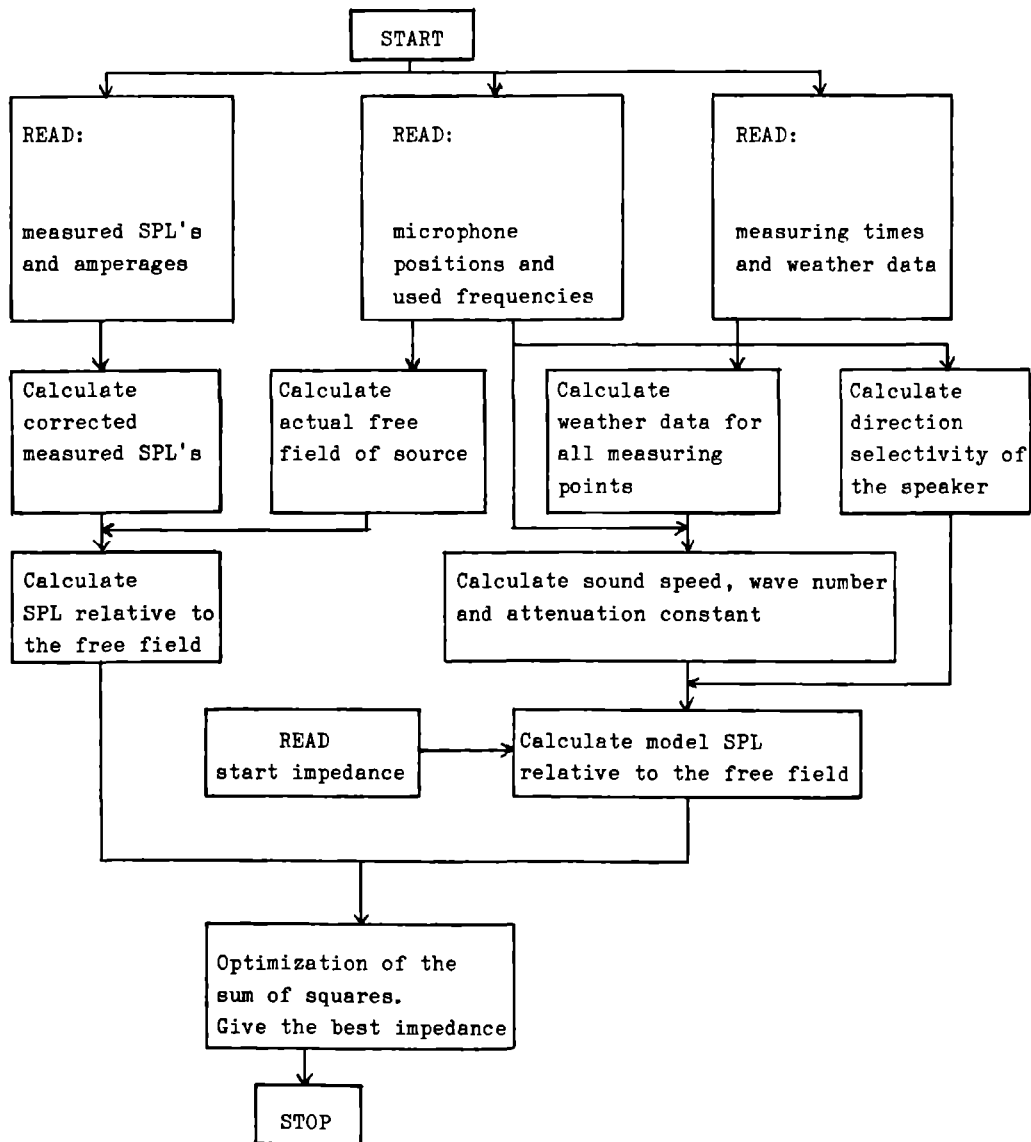 START
READ:
measured SPL's
and amperages
READ:
microphone
positions and
used frequencies
READ:
measuring times
and weather data
Calculate
corrected
measured SPL's
Calculate
actual free
field of source
Calculate
weather data for
all measuring
points
Calculate
direction
selectivity of
the speaker
Calculate
SPL relative to
the free field
Calculate sound speed, wave number
and attenuation constant
READ
start impedance
Calculate model SPL
relative to the free field
Optimization of the
sum of squares.
Give the best impedance
STOP